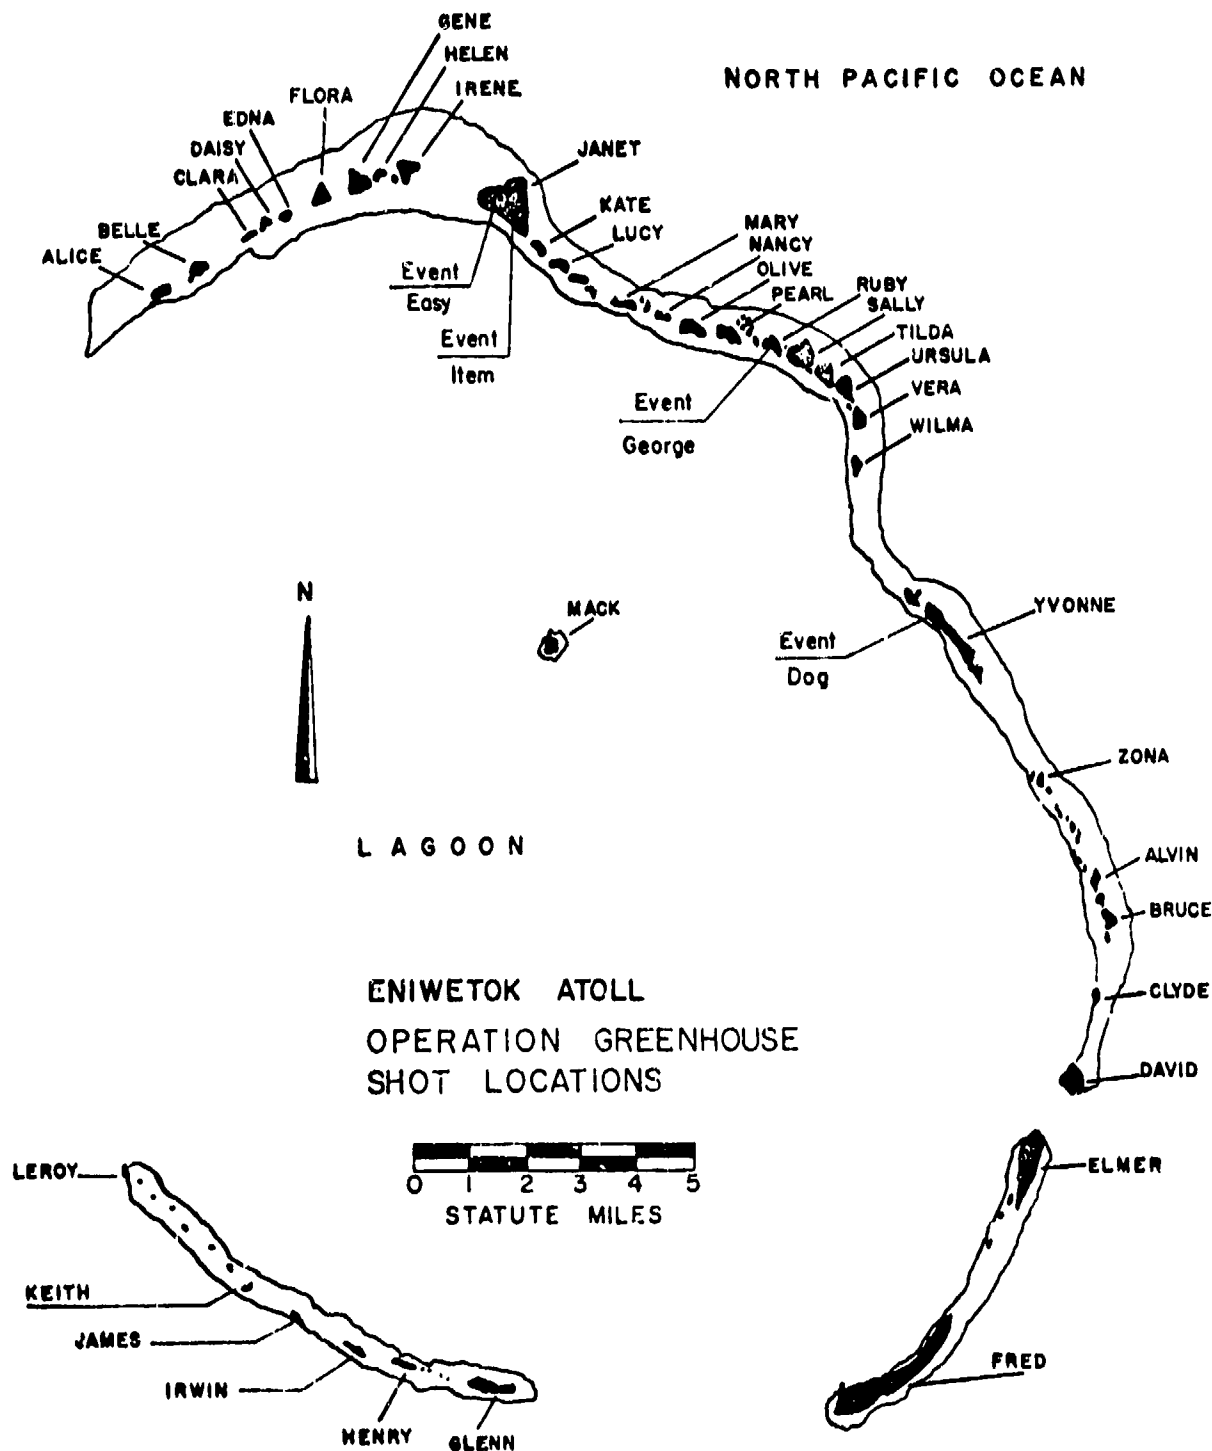 GENE
HELEN
IRENE
NORTH PACIFIC OCEAN
FLORA
EDNA
DAISY
CLARA
BELLE
ALICE
JANET
KATE
LUCY
MARY
NANCY
OLIVE
PEARL
RUBY
SALLY
TILDA
URSULA
VERA
WILMA
Event
Easy
Event
Item
Event
George
N
MACK
YVONNE
Event
Dog
ZONA
LAGOON
ALVIN
BRUCE
CLYDE
DAVID
ENIWETOK ATOLL
OPERATION GREENHOUSE
SHOT LOCATIONS
0 1 2 3 4 5
STATUTE MILES
LEROY
ELMER
KEITH
JAMES
IRWIN
HENRY
GLENN
FRED